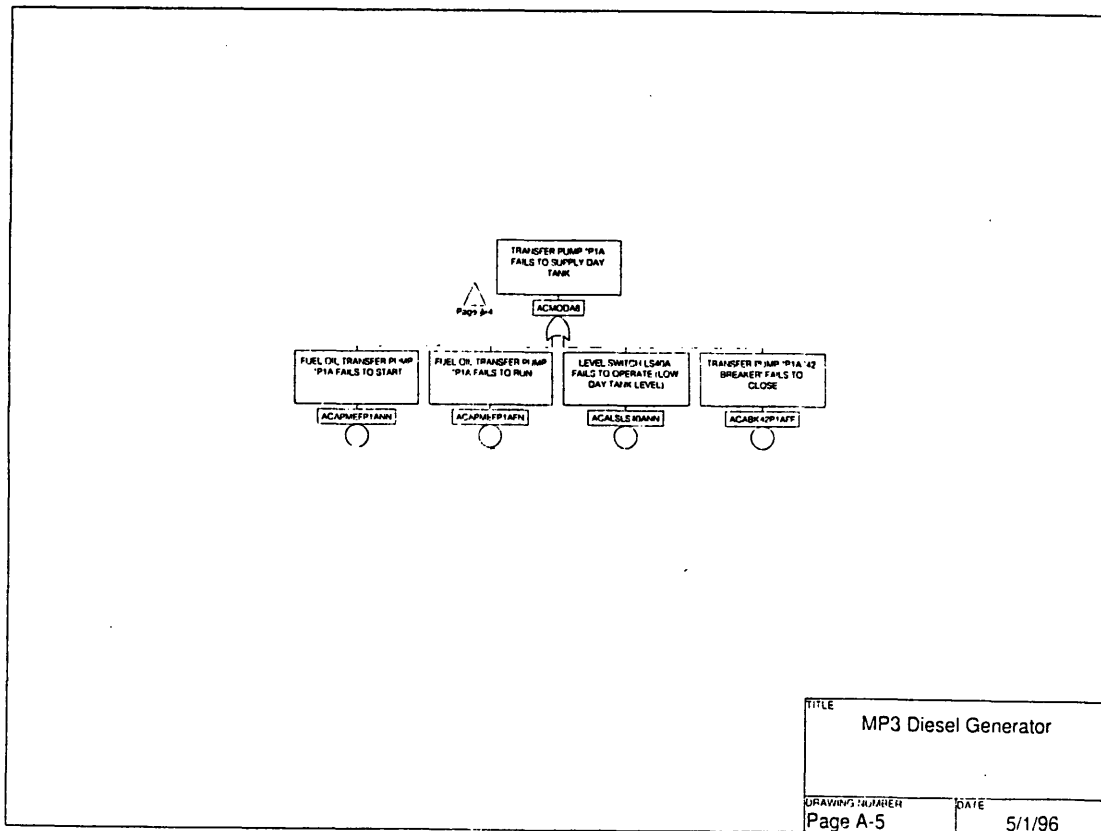 TRANSFER PUMP *P1A
FAILS TO SUPPLY DAY
TANK
Page A-4
ACMODA8
FUEL OIL TRANSFER PUMP
*P1A FAILS TO START
FUEL OIL TRANSFER PUMP
*P1A FAILS TO RUN
LEVEL SWITCH LS40A
FAILS TO OPERATE (LOW
DAY TANK LEVEL)
TRANSFER PUMP *P1A '42
BREAKER' FAILS TO
CLOSE
ACAPMEFP1ANN
ACAPMEFP1AFN
ACALSLS40ANN
ACABK42P1AFF
TITLE
MP3 Diesel Generator
DRAWING NUMBER
Page A-5
DATE
5/1/96